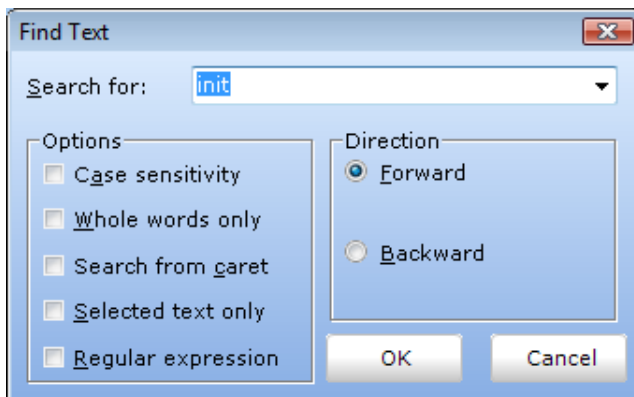 Find Text
Search for: init
Options
Case sensitivity
Whole words only
Search from caret
Selected text only
Regular expression
Direction
Forward
Backward
OK Cancel